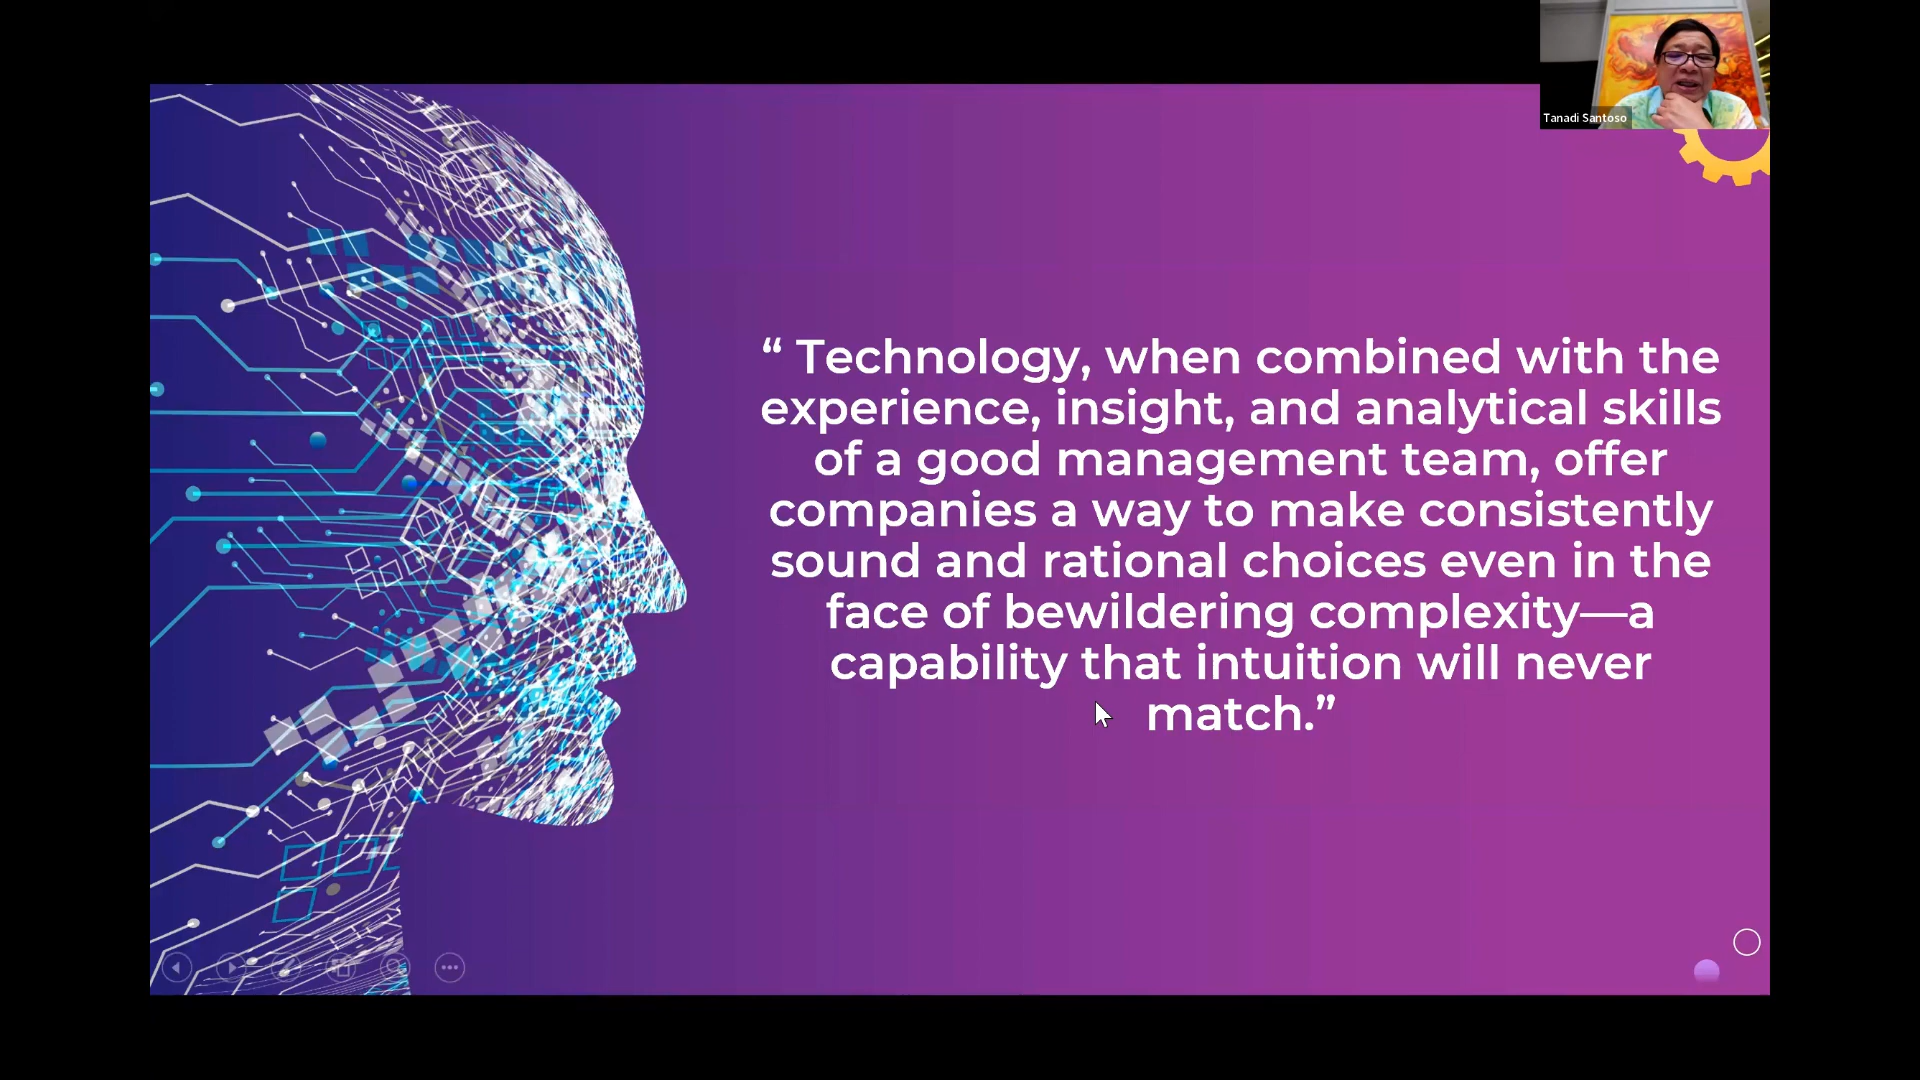 Tanadi Santoso
“ Technology, when combined with the
experience, insight, and analytical skills
of a good management team, offer
companies a way to make consistently
sound and rational choices even in the
face of bewildering complexity—a
capability that intuition will never
match.”